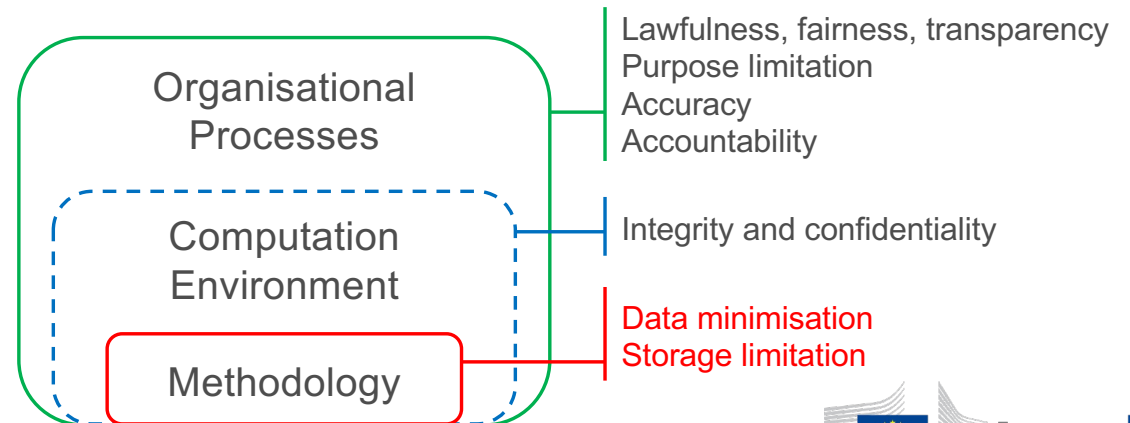 Organisational
Processes
Computation
Environment
Methodology
Lawfulness, fairness, transparency
Purpose limitation
Accuracy
Accountability
Integrity and confidentiality
Data minimisation
Storage limitation